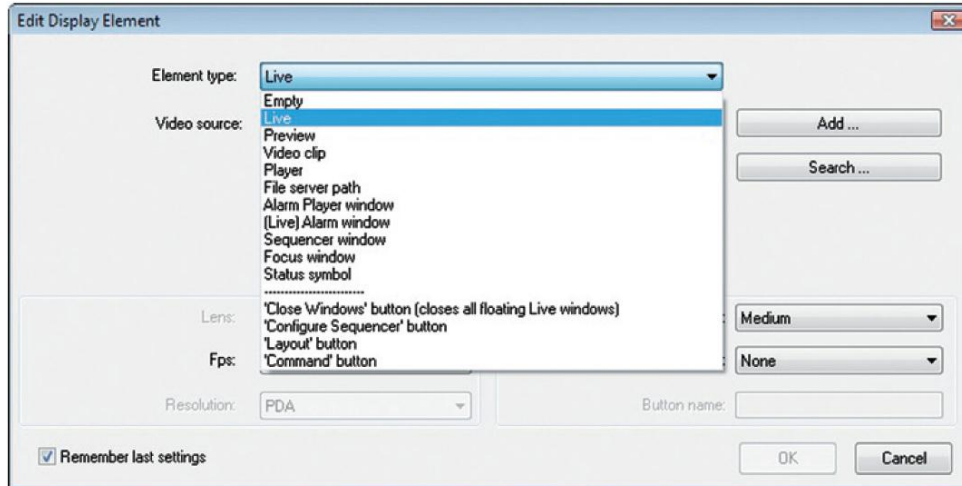 Edit Display Element
Element type:
Live
Empty
Live
Preview
Video clip
Player
File server path
Alarm Player window
(Live) Alarm window
Sequencer window
Focus window
Status symbol
--------------------------
'Close Windows' button (closes all floating Live windows)
'Configure Sequencer' button
'Layout' button
'Command' button
Video source:
Add ...
Search ...
Lens:
: Medium
Fps:
: None
Resolution:
PDA
Button name:
Remember last settings
OK
Cancel